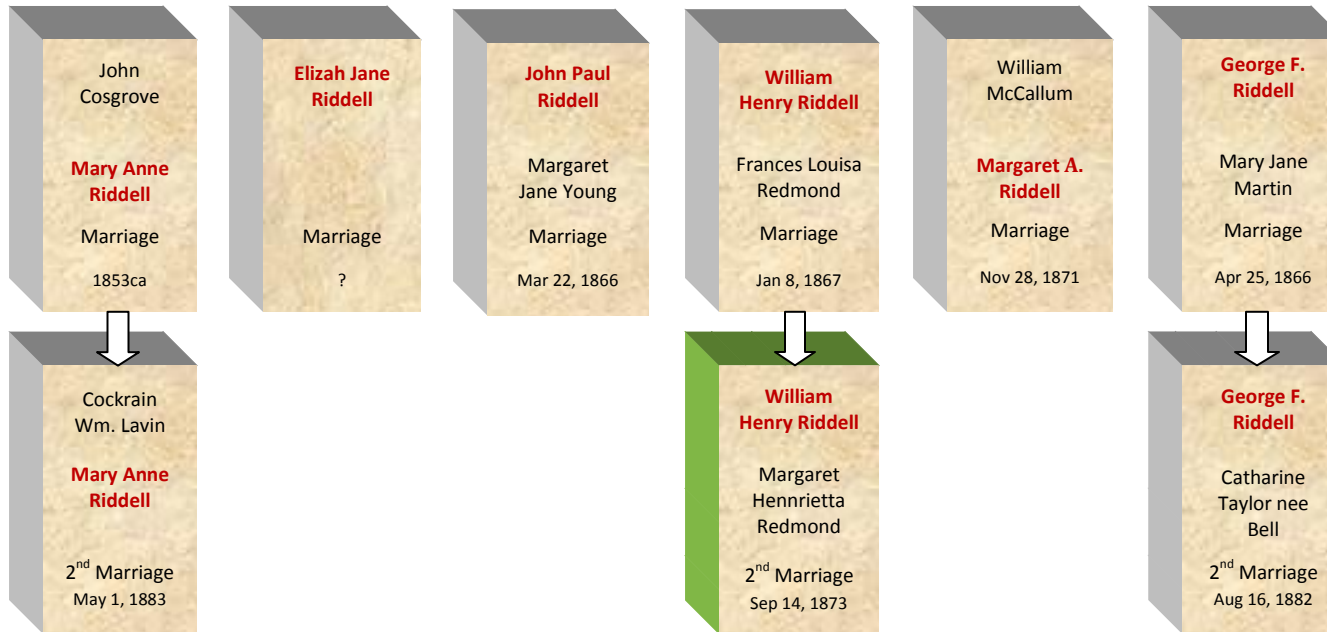 John
Cosgrove
Mary Anne
Riddell
Marriage
1853ca
Elizah Jane
Riddell
Marriage
?
John Paul
Riddell
Margaret
Jane Young
Marriage
Mar 22, 1866
William
Henry Riddell
Frances Louisa
Redmond
Marriage
Jan 8, 1867
William
McCallum
Margaret A.
Riddell
Marriage
Nov 28, 1871
George F.
Riddell
Mary Jane
Martin
Marriage
Apr 25, 1866
Cockrain
Wm. Lavin
Mary Anne
Riddell
2nd Marriage
May 1, 1883
William
Henry Riddell
Margaret
Hennrietta
Redmond
2nd Marriage
Sep 14, 1873
George F.
Riddell
Catharine
Taylor nee
Bell
2nd Marriage
Aug 16, 1882